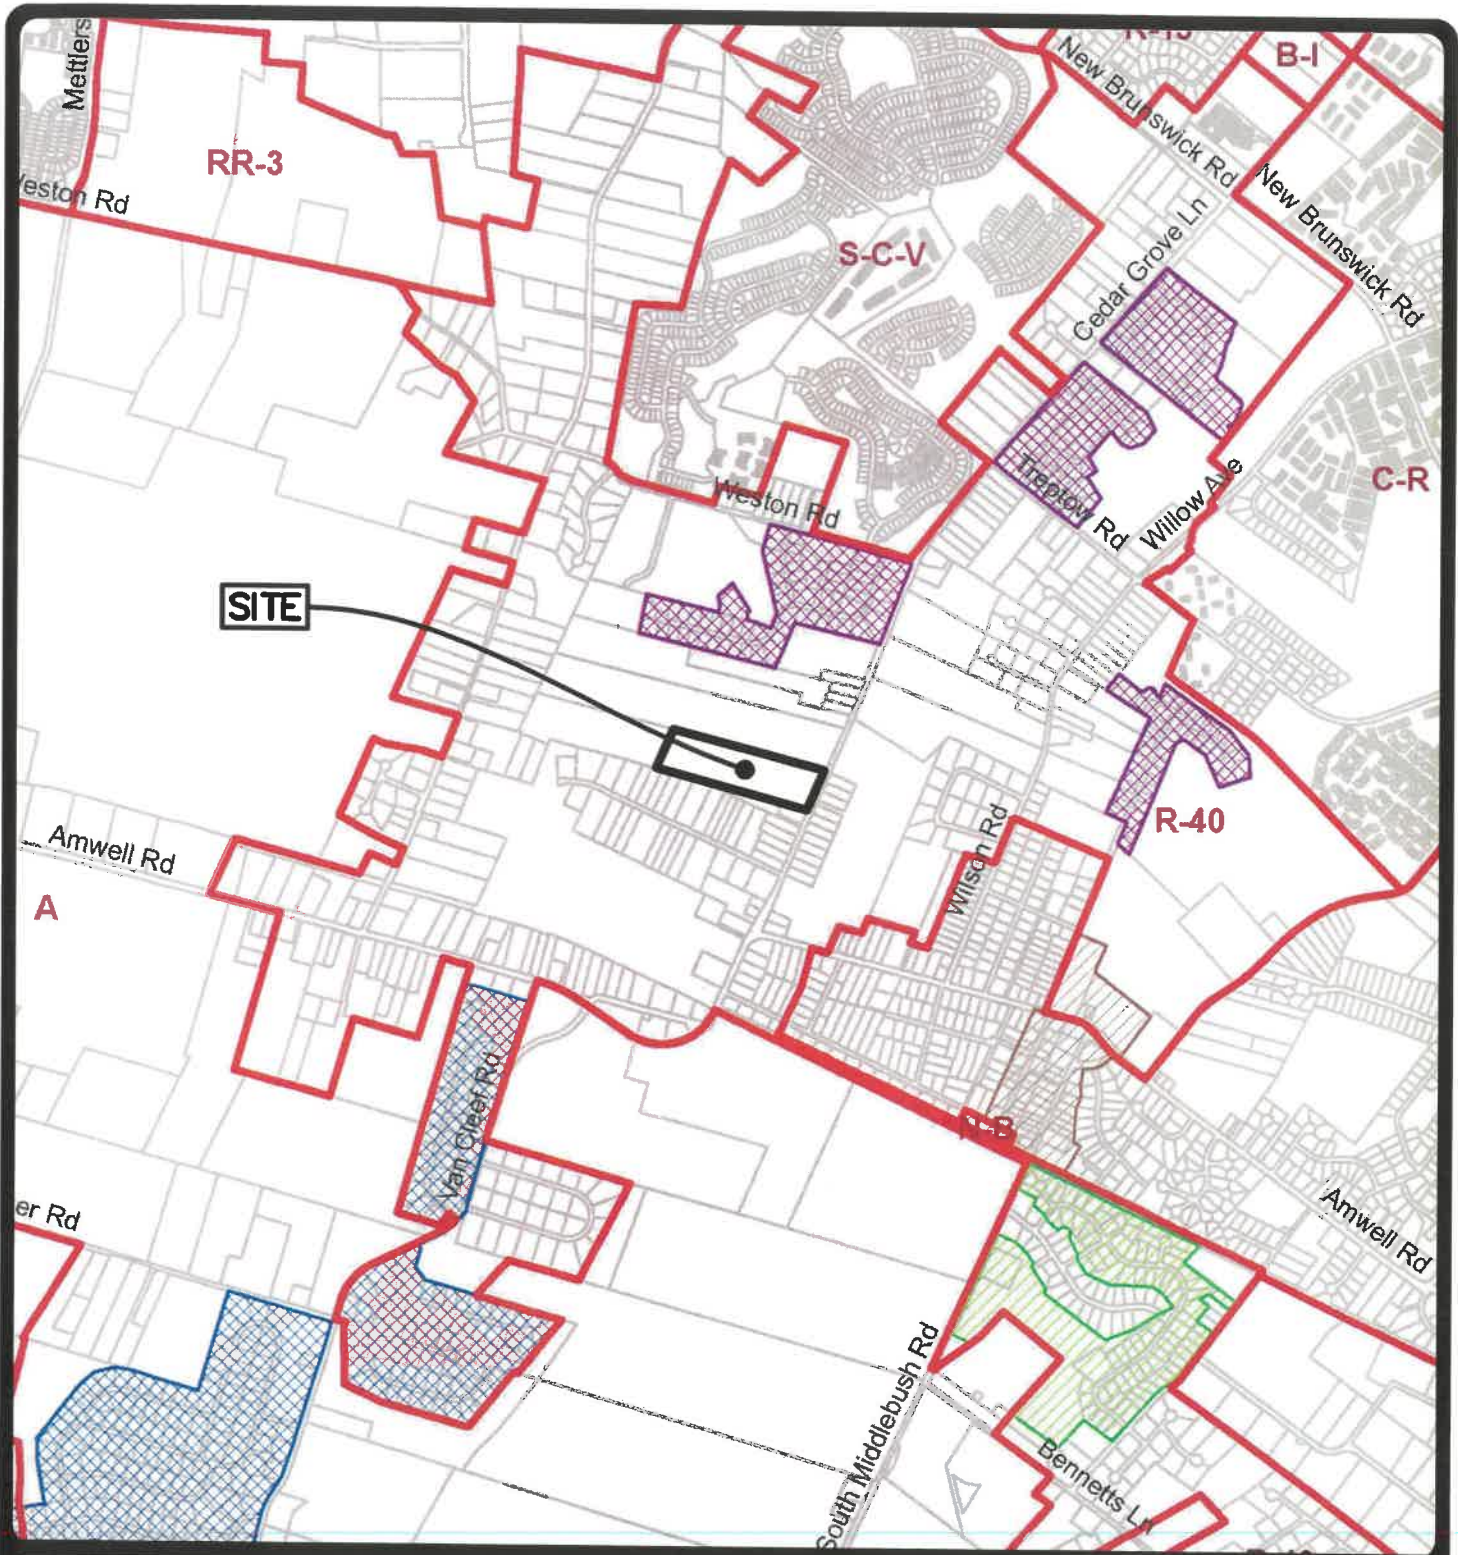 Mettlers
B-I
New Brunswick Rd
RR-3
Weston Rd
New Brunswick Rd
S-C-V
Cedar Grove Ln
C-R
Treptow Rd
Willow Ave
Weston Rd
SITE
R-40
Wilson Rd
Amwell Rd
A
Van Cleef Rd
N-B
er Rd
Amwell Rd
South Middlebush Rd
Bennetts Ln